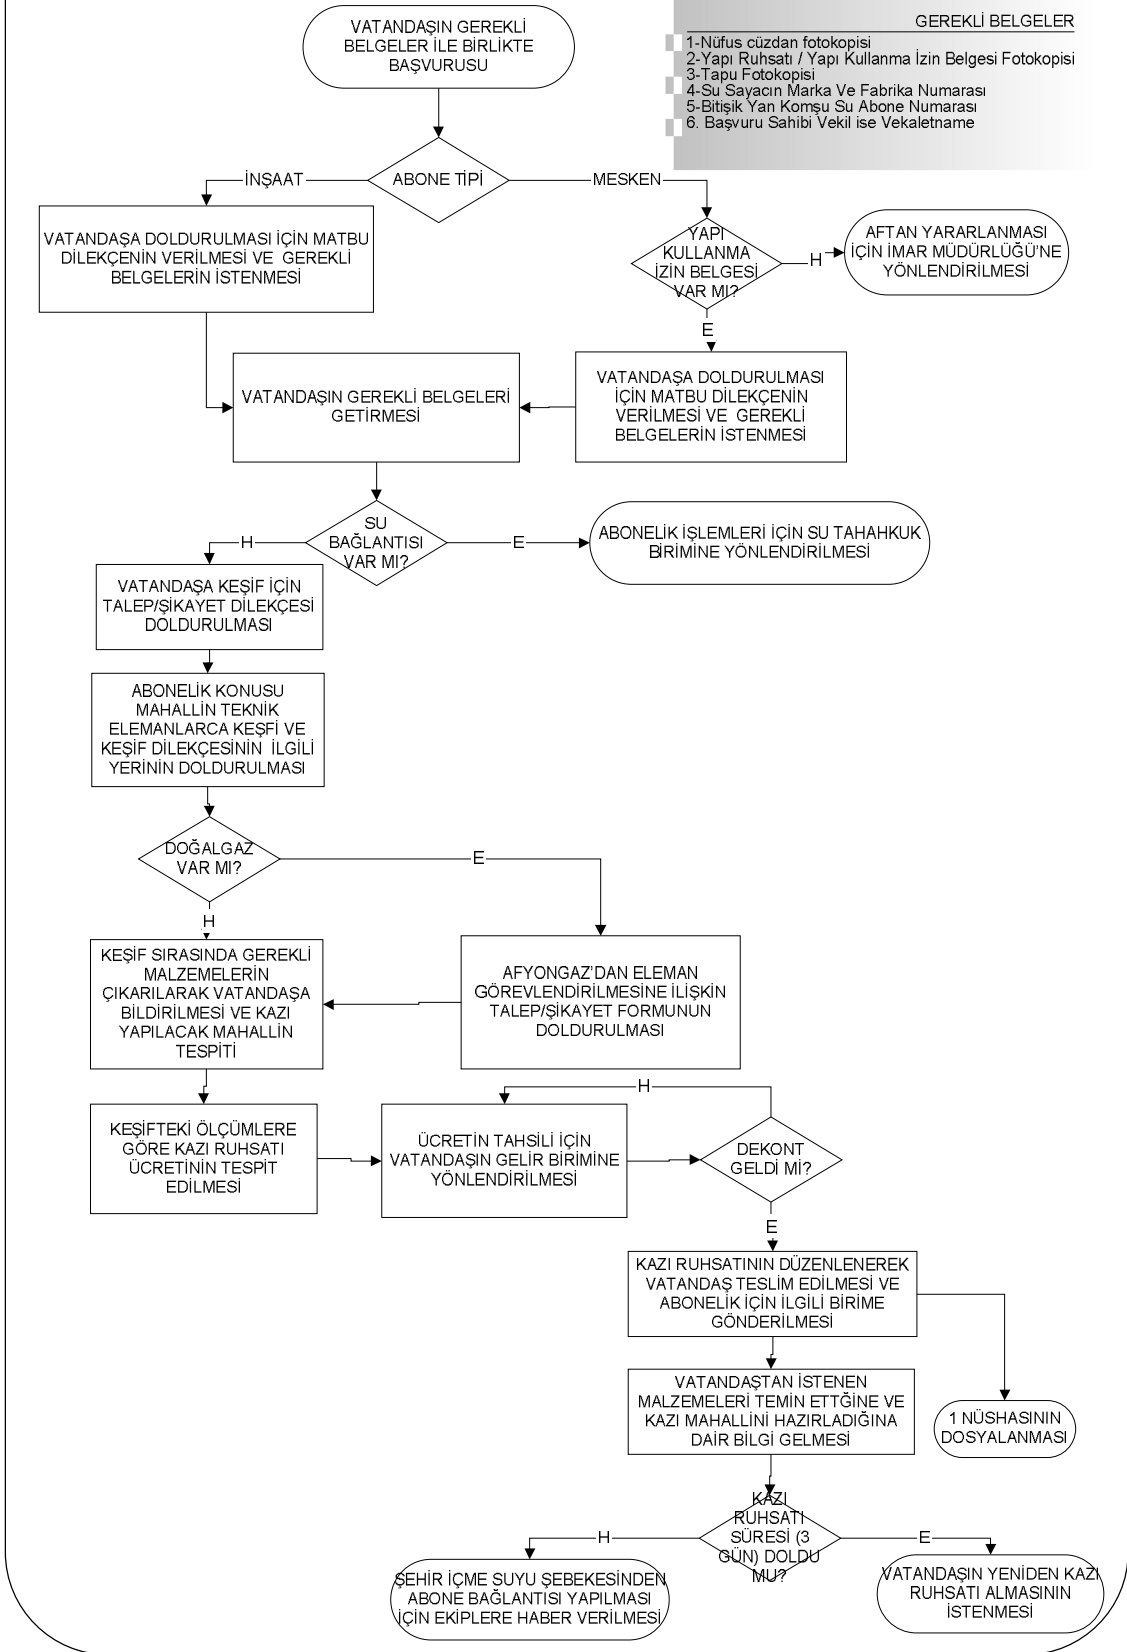 VATANDAŞIN GEREKLİ
BELGELER İLE BİRLİKTE
BAŞVURUSU
GEREKLİ BELGELER
1-Nüfus cüzdan fotokopisi
2-Yapı Ruhsatı / Yapı Kullanma İzin Belgesi Fotokopisi
3-Tapu Fotokopisi
4-Su Sayacın Marka Ve Fabrika Numarası
5-Bitişik Yan Komşu Su Abone Numarası
6. Başvuru Sahibi Vekil ise Vekaletname
İNŞAAT
ABONE TİPİ
MESKEN
VATANDAŞA DOLDURULMASI İÇİN MATBU
DİLEKÇENİN VERİLMESİ VE GEREKLİ
BELGELERİN İSTENMESİ
YAPI
KULLANMA
İZİN BELGESİ
VAR MI?
H
AFTAN YARARLANMASI
İÇİN İMAR MÜDÜRLÜĞÜ'NE
YÖNLENDİRİLMESİ
E
VATANDAŞIN GEREKLİ BELGELERİ
GETİRMESİ
VATANDAŞA DOLDURULMASI
İÇİN MATBU DİLEKÇENİN
VERİLMESİ VE GEREKLİ
BELGELERİN İSTENMESİ
H
SU
BAĞLANTISI
VAR MI?
E
ABONELİK İŞLEMLERİ İÇİN SU TAHAHKUK
BİRİMİNE YÖNLENDİRİLMESİ
VATANDAŞA KEŞİF İÇİN
TALEP/ŞİKAYET DİLEKÇESİ
DOLDURULMASI
ABONELİK KONUSU
MAHALLİN TEKNİK
ELEMANLARCA KEŞFİ VE
KEŞİF DİLEKÇESİNİN İLGİLİ
YERİNİN DOLDURULMASI
DOĞALGAZ
VAR MI?
E
H
KEŞİF SIRASINDA GEREKLİ
MALZEMELERİN
ÇIKARILARAK VATANDAŞA
BİLDİRİLMESİ VE KAZI
YAPILACAK MAHALLİN
TESPİTİ
AFYONGAZ'DAN ELEMAN
GÖREVLENDİRİLMESİNE İLİŞKİN
TALEP/ŞİKAYET FORMUNUN
DOLDURULMASI
H
KEŞİFTEKİ ÖLÇÜMLERE
GÖRE KAZI RUHSATI
ÜCRETİNİN TESPİT
EDİLMESİ
ÜCRETİN TAHSİLİ İÇİN
VATANDAŞIN GELİR BİRİMİNE
YÖNLENDİRİLMESİ
DEKONT
GELDİ Mİ?
E
KAZI RUHSATININ DÜZENLENEREK
VATANDAŞ TESLİM EDİLMESİ VE
ABONELİK İÇİN İLGİLİ BİRİME
GÖNDERİLMESİ
VATANDAŞTAN İSTENEN
MALZEMELERİ TEMİN ETTĞİNE VE
KAZI MAHALLİNİ HAZIRLADIĞINA
DAİR BİLGİ GELMESİ
1 NÜSHASININ
DOSYALANMASI
H
KAZI
RUHSATI
SÜRESİ (3
GÜN) DOLDU
MU?
E
ŞEHİR İÇME SUYU ŞEBEKESİNDEN
ABONE BAĞLANTISI YAPILMASI
İÇİN EKİPLERE HABER VERİLMESİ
VATANDAŞIN YENİDEN KAZI
RUHSATI ALMASININ
İSTENMESİ